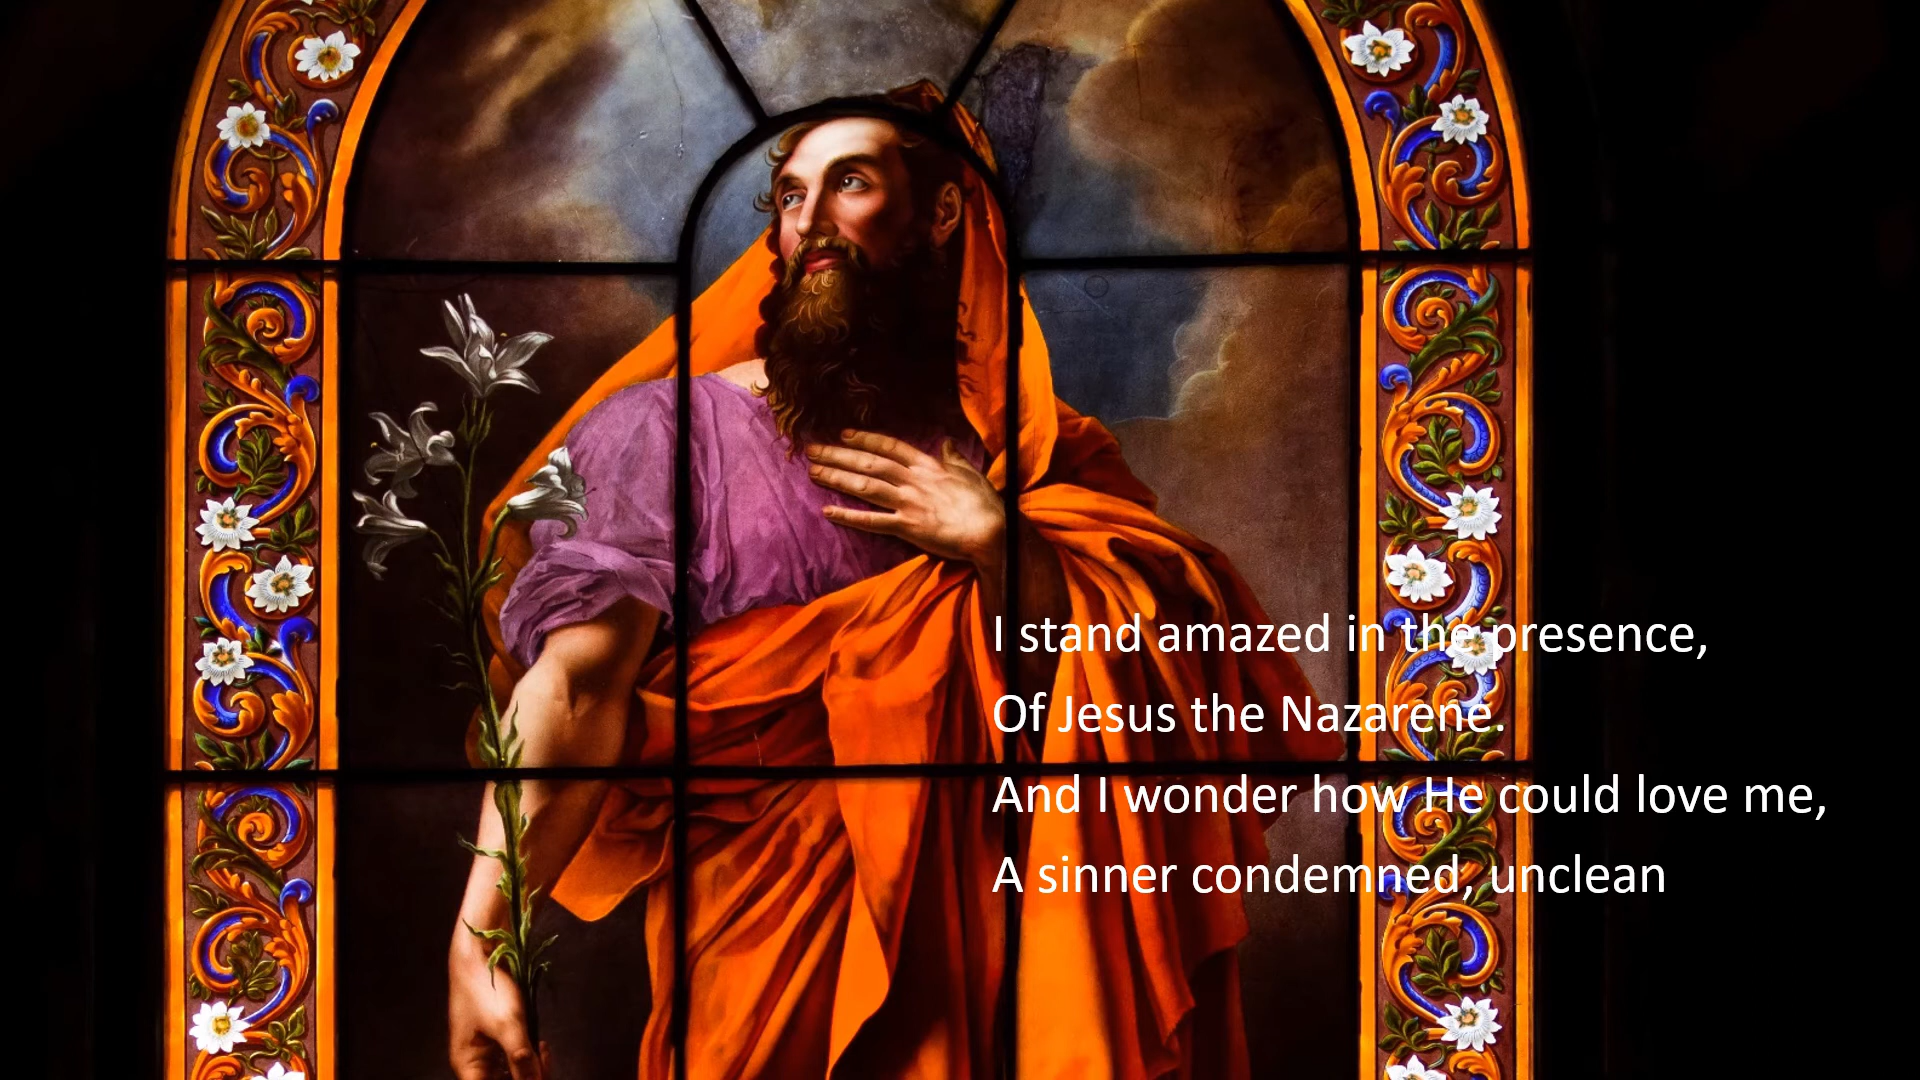 I stand amazed in the presence,
Of Jesus the Nazarene.
And I wonder how He could love me,
A sinner condemned, unclean